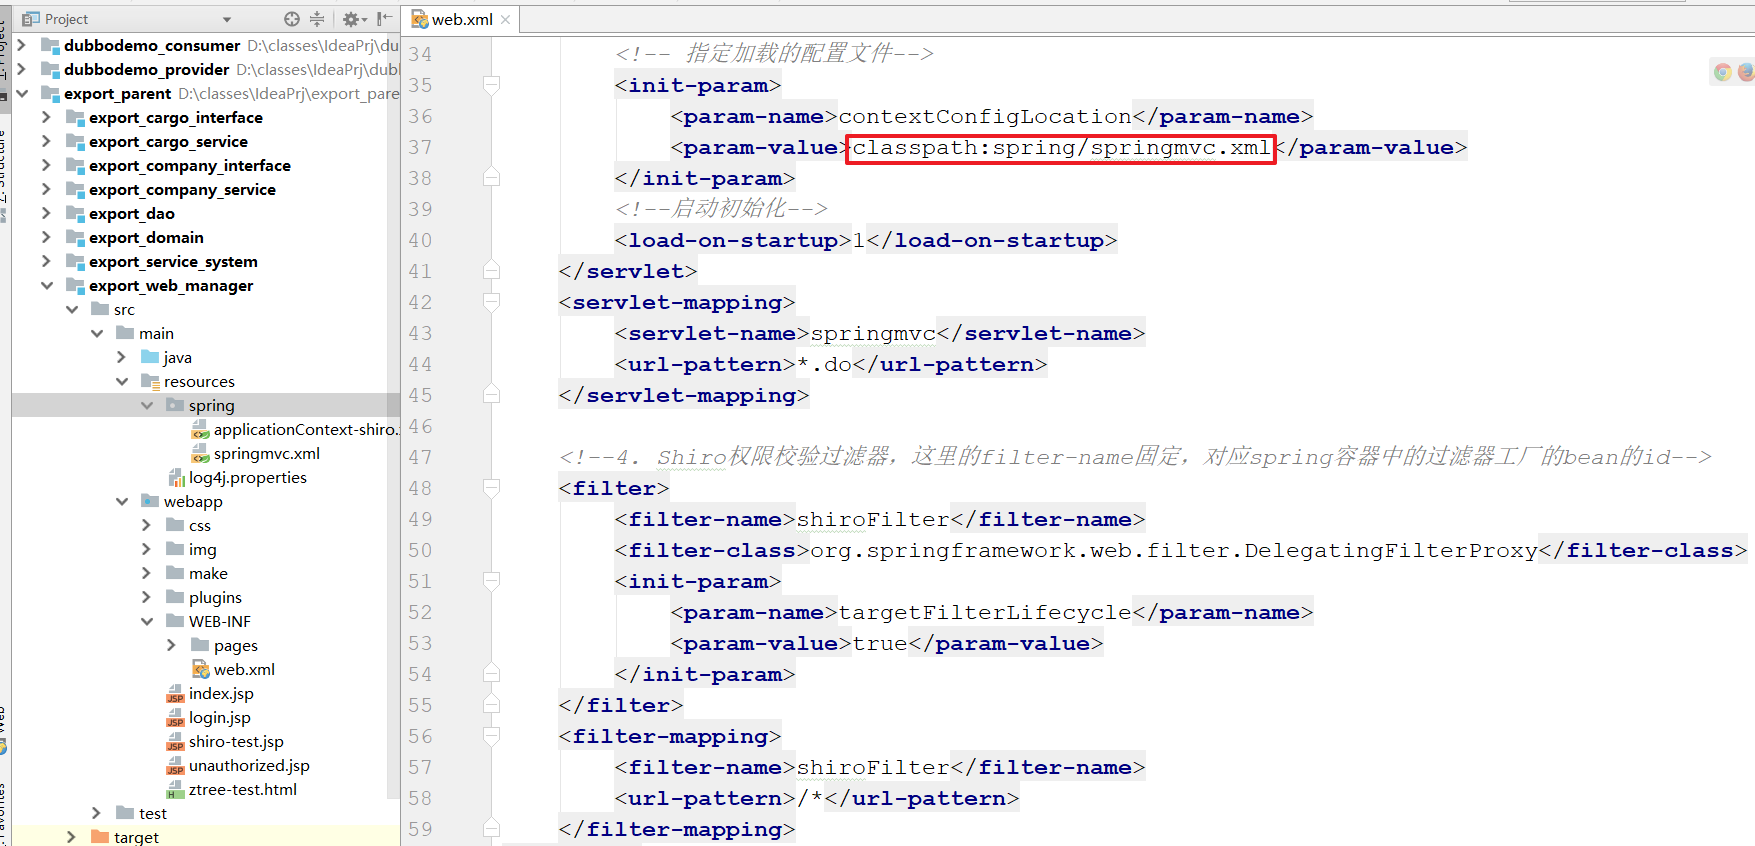 Project
web.xml
dubbodemo_consumer D:\classes\IdeaPrj\du
dubbodemo_provider D:\classes\IdeaPrj\dub
export_parent D:\classes\IdeaPrj\export_pare
export_cargo_interface
export_cargo_service
export_company_interface
export_company_service
export_dao
export_domain
export_service_system
export_web_manager
src
main
java
resources
spring
applicationContext-shiro.
springmvc.xml
log4j.properties
webapp
css
img
make
plugins
WEB-INF
pages
web.xml
index.jsp
login.jsp
shiro-test.jsp
unauthorized.jsp
ztree-test.html
test
target
34 <!-- 指定加载的配置文件-->
35 <init-param>
36 <param-name>contextConfigLocation</param-name>
37 <param-value>classpath:spring/springmvc.xml</param-value>
38 </init-param>
39 <!--启动初始化-->
40 <load-on-startup>1</load-on-startup>
41 </servlet>
42 <servlet-mapping>
43 <servlet-name>springmvc</servlet-name>
44 <url-pattern>*.do</url-pattern>
45 </servlet-mapping>
46
47 <!--4. Shiro权限校验过滤器，这里的filter-name固定，对应spring容器中的过滤器工厂的bean的id-->
48 <filter>
49 <filter-name>shiroFilter</filter-name>
50 <filter-class>org.springframework.web.filter.DelegatingFilterProxy</filter-class>
51 <init-param>
52 <param-name>targetFilterLifecycle</param-name>
53 <param-value>true</param-value>
54 </init-param>
55 </filter>
56 <filter-mapping>
57 <filter-name>shiroFilter</filter-name>
58 <url-pattern>/*</url-pattern>
59 </filter-mapping>